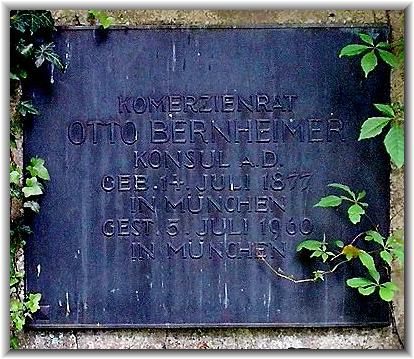 KOMERZIENRAT
OTTO BERNHEIMER
KONSUL A.D.
GEB. 14. JULI 1877
IN MÜNCHEN
GEST. 5. JULI 1960
IN MÜNCHEN